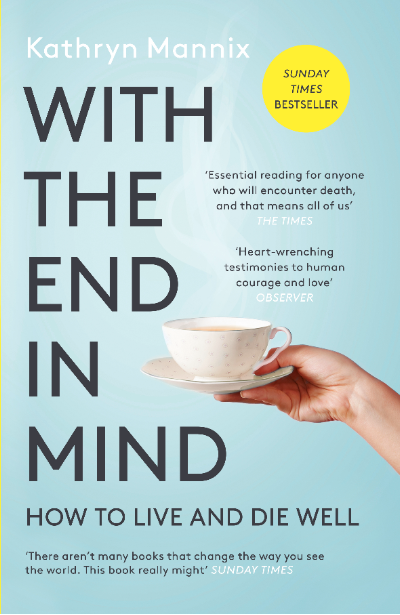 Kathryn Mannix
SUNDAY
TIMES
BESTSELLER
WITH
THE
END
IN
MIND
‘Essential reading for anyone
who will encounter death,
and that means all of us’
THE TIMES
‘Heart-wrenching
testimonies to human
courage and love’
OBSERVER
HOW TO LIVE AND DIE WELL
‘There aren’t many books that change the way you see
the world. This book really might’ SUNDAY TIMES